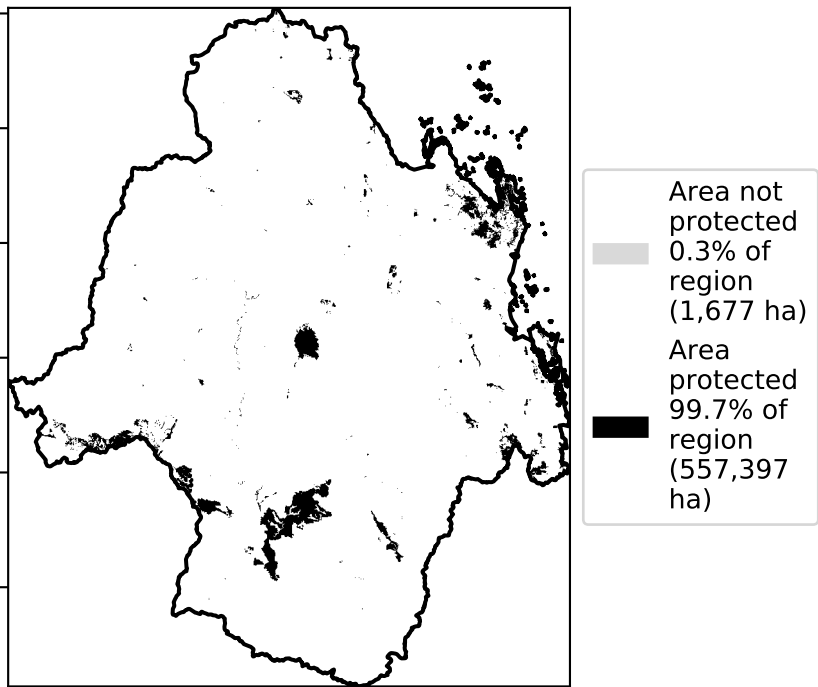 Area not
protected
0.3% of
region
(1,677 ha)
Area
protected
99.7% of
region
(557,397
ha)